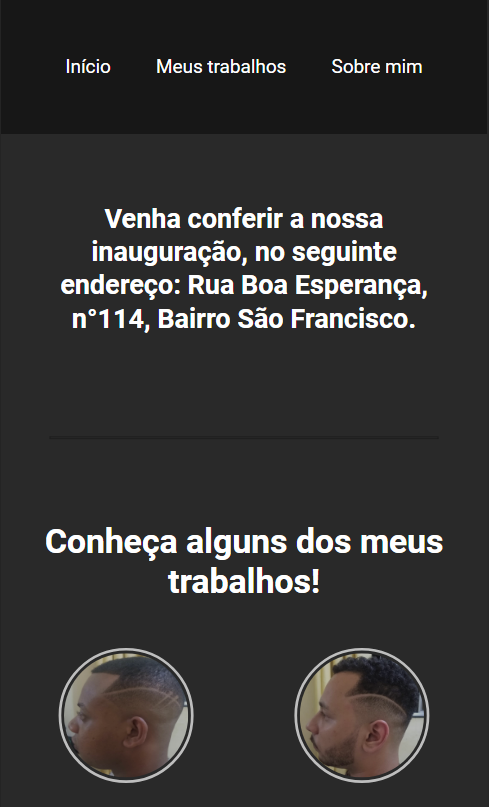 Início Meus trabalhos Sobre mim
Venha conferir a nossa
inauguração, no seguinte
endereço: Rua Boa Esperança,
n°114, Bairro São Francisco.
Conheça alguns dos meus
trabalhos!